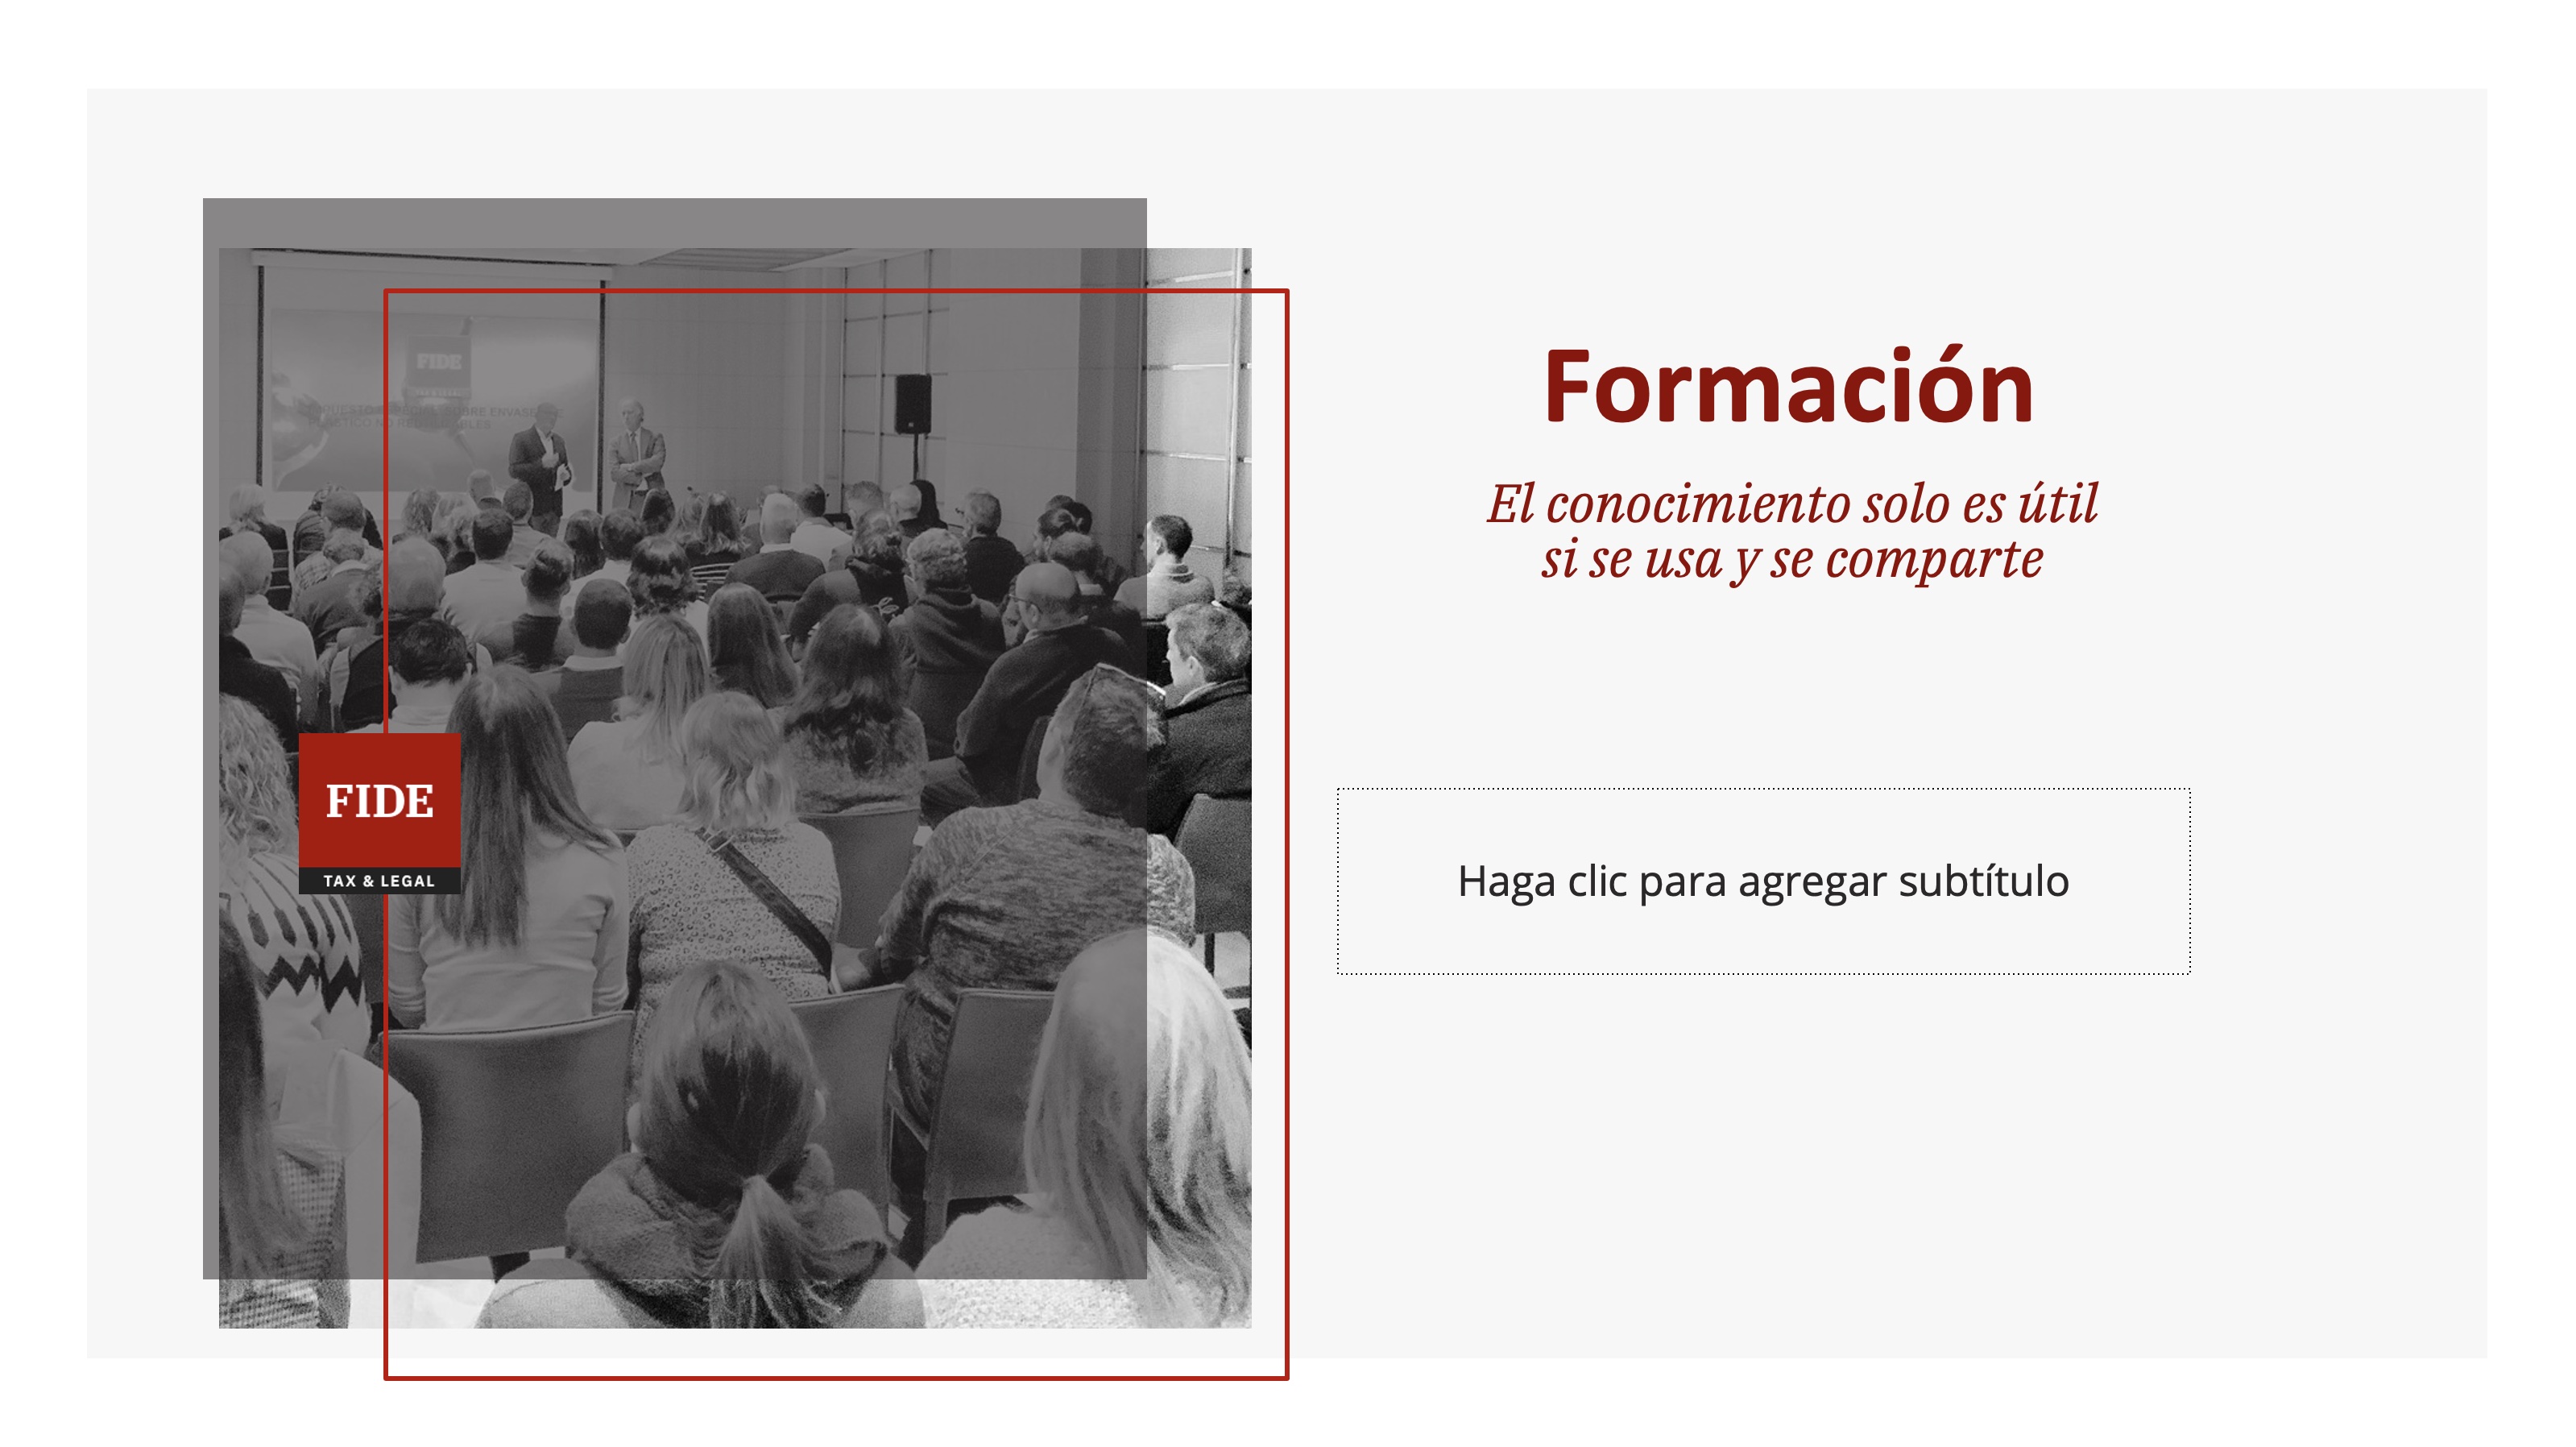 Formación
El conocimiento solo es útil
si se usa y se comparte
Haga clic para agregar subtítulo
FIDE
TAX & LEGAL
FIDE